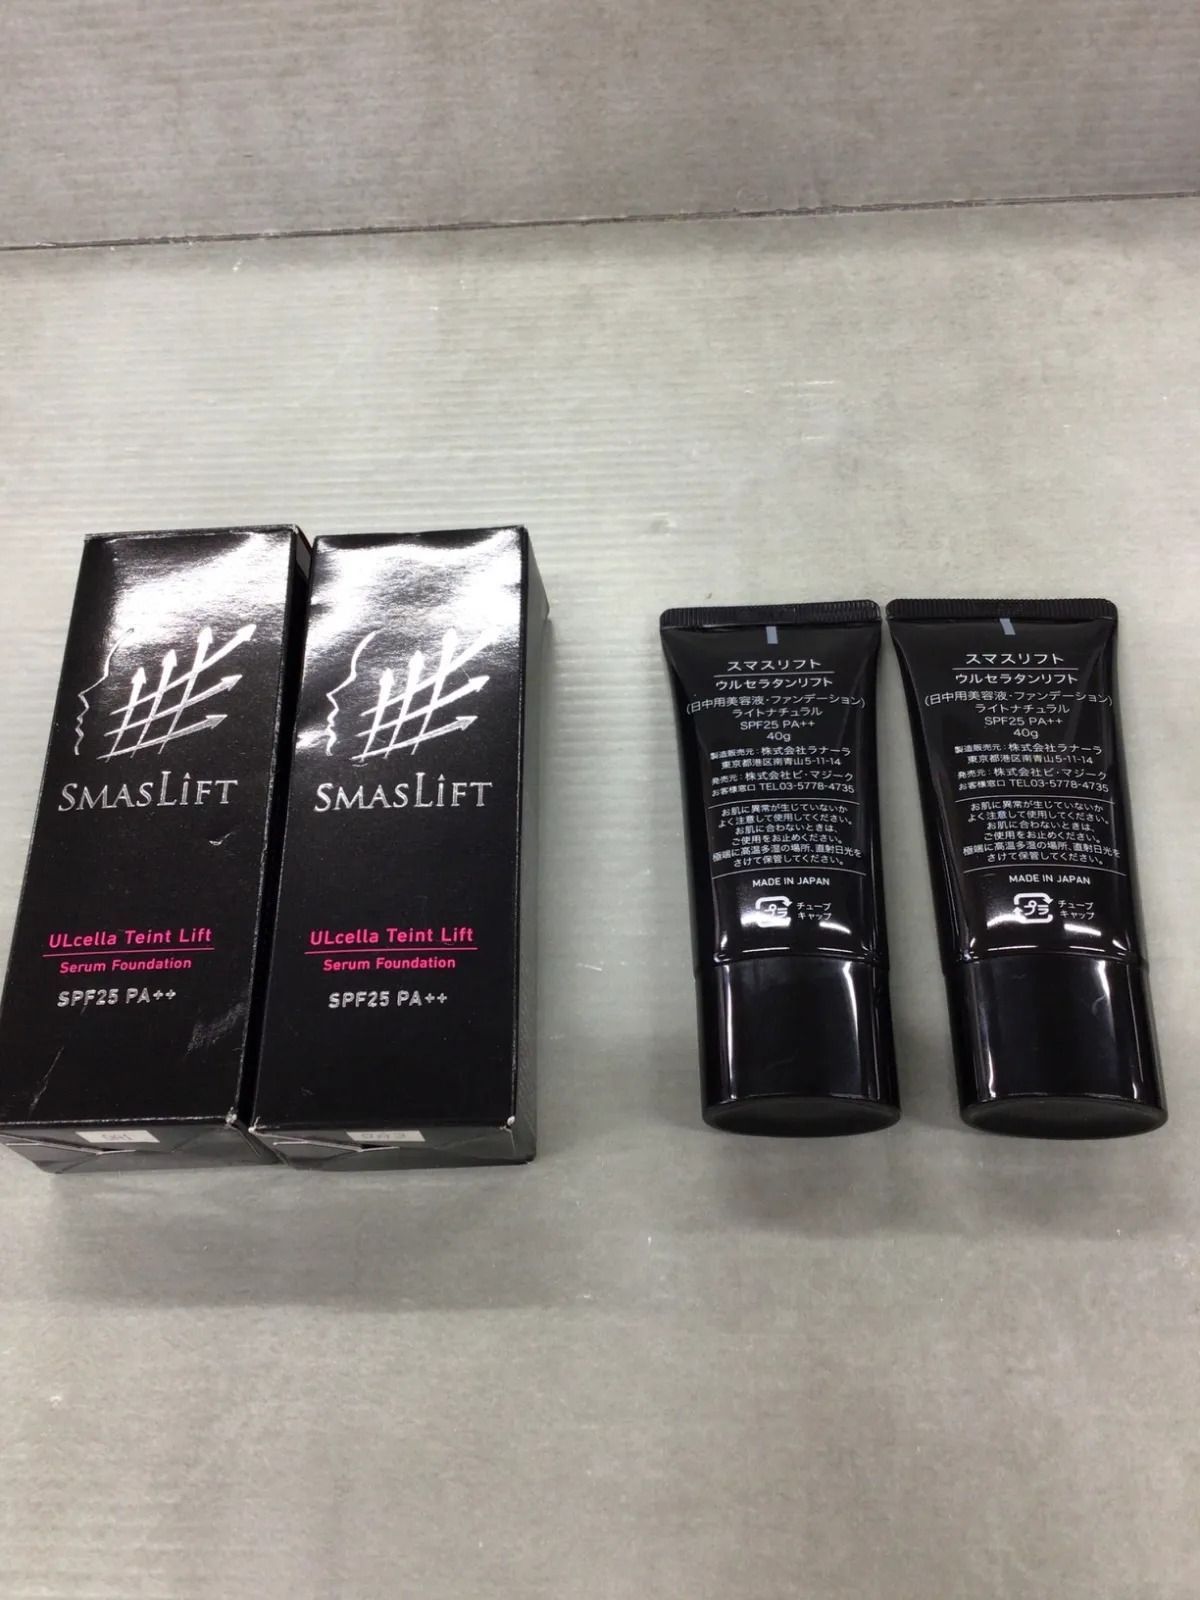 SMASLIFT
ULcella Teint Lift
Serum Foundation
SPF25 PA++
SMASLIFT
ULcella Teint Lift
Serum Foundation
SPF25 PA++
スマスリフト
ウルセラタンリフト
(日中用美容液・ファンデーション)
ライトナチュラル
SPF25 PA++
40g
製造販売元：株式会社ラナーラ
東京都港区南青山5-11-14
発売元：株式会社ビ・マジーク
お客様窓口 TEL03-5778-4735
お肌に異常が生じていないか
よく注意して使用してください。
お肌に合わないときは、
ご使用をお止めください。
極端に高温多湿の場所、直射日光を
さけて保管してください。
MADE IN JAPAN
プラ
チューブ
キャップ
スマスリフト
ウルセラタンリフト
(日中用美容液・ファンデーション)
ライトナチュラル
SPF25 PA++
40g
製造販売元：株式会社ラナーラ
東京都港区南青山5-11-14
発売元：株式会社ビ・マジーク
お客様窓口 TEL03-5778-4735
お肌に異常が生じていないか
よく注意して使用してください。
お肌に合わないときは、
ご使用をお止めください。
極端に高温多湿の場所、直射日光を
さけて保管してください。
MADE IN JAPAN
プラ
チューブ
キャップ